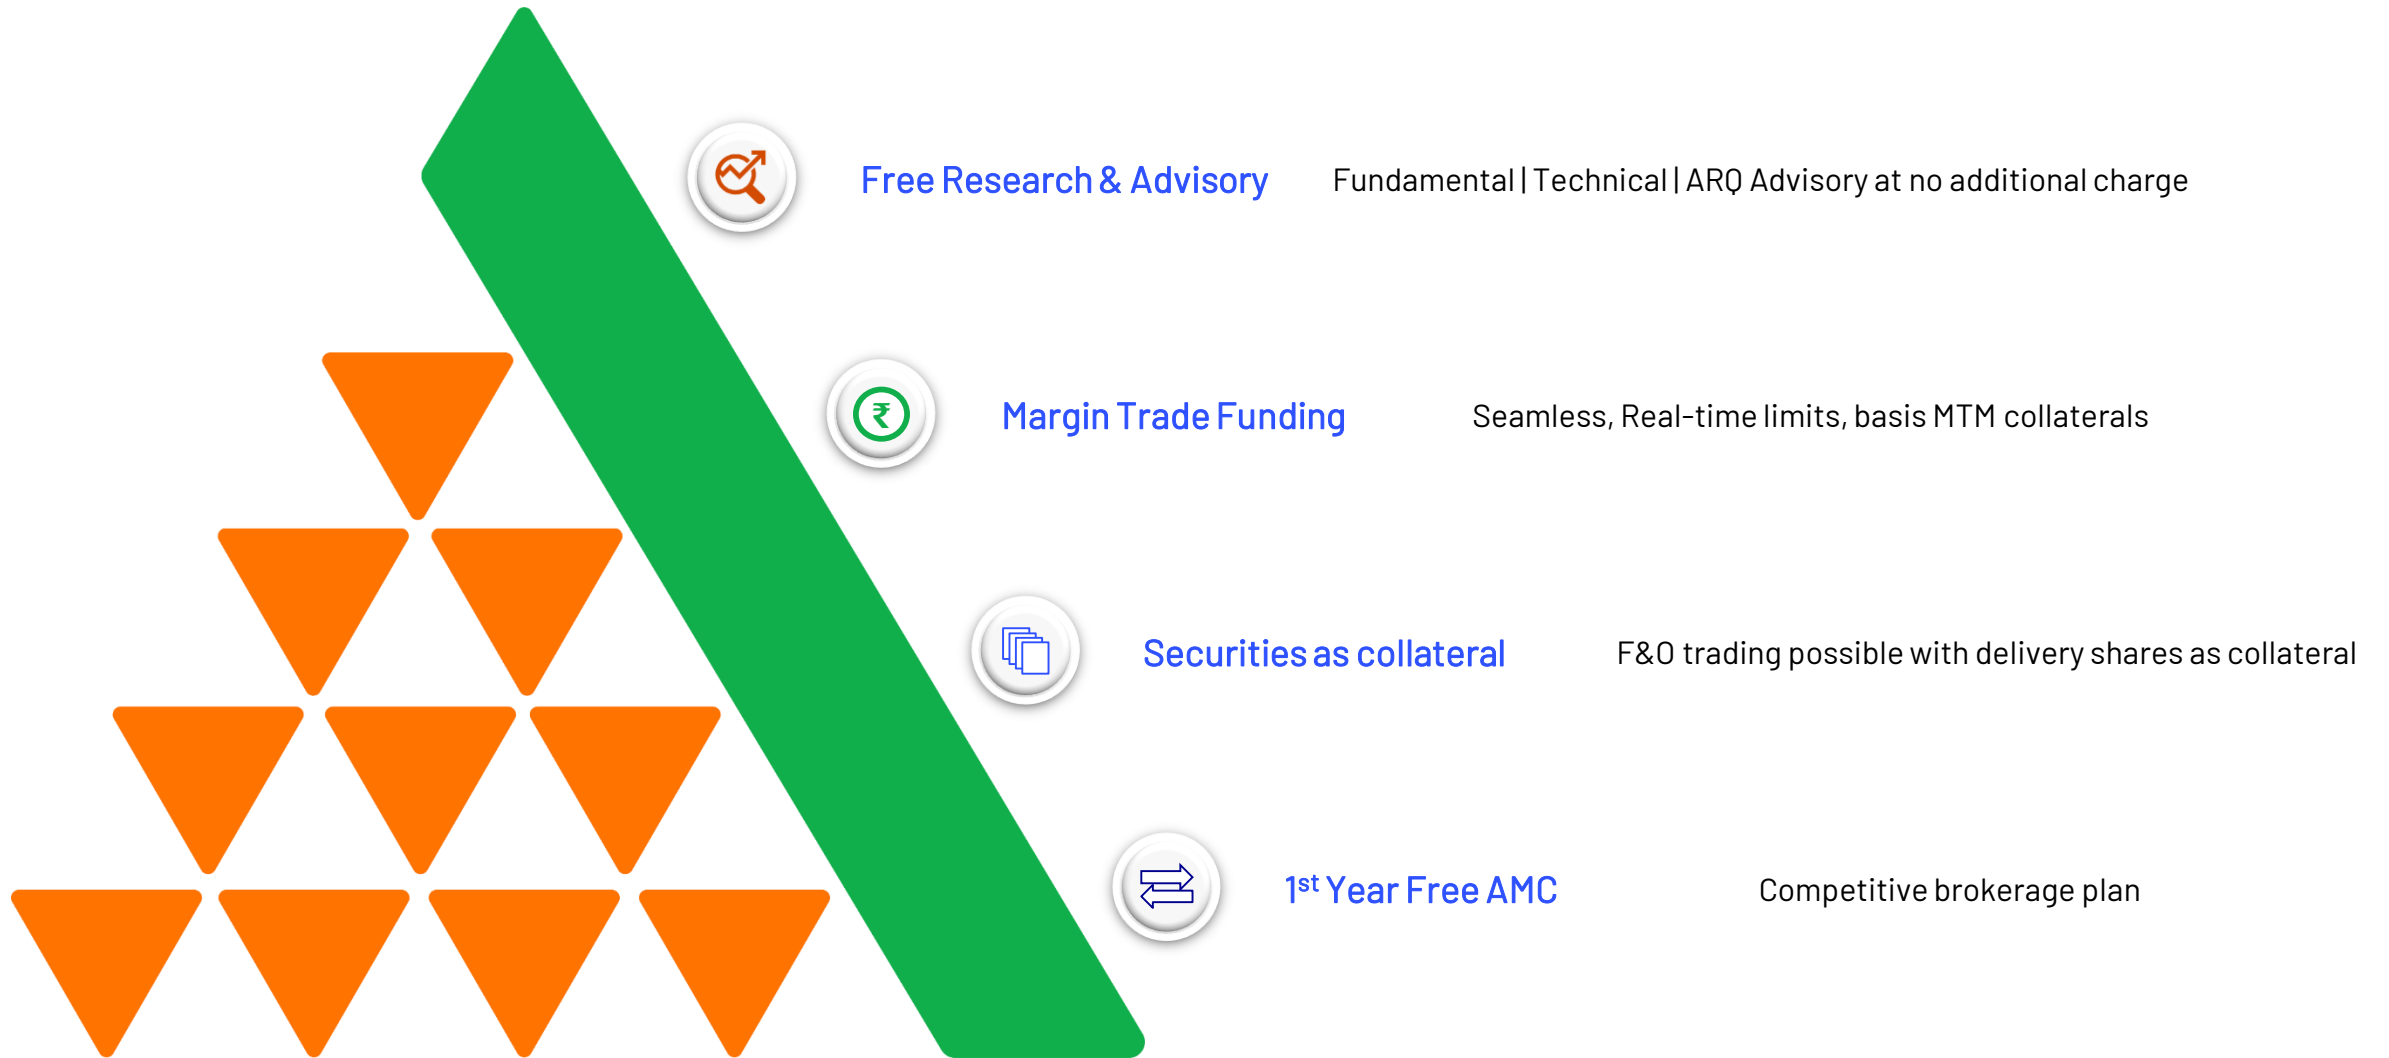 Free Research & Advisory Fundamental | Technical | ARQ Advisory at no additional charge
₹
Margin Trade Funding Seamless, Real-time limits, basis MTM collaterals
Securities as collateral F&O trading possible with delivery shares as collateral
1st Year Free AMC Competitive brokerage plan